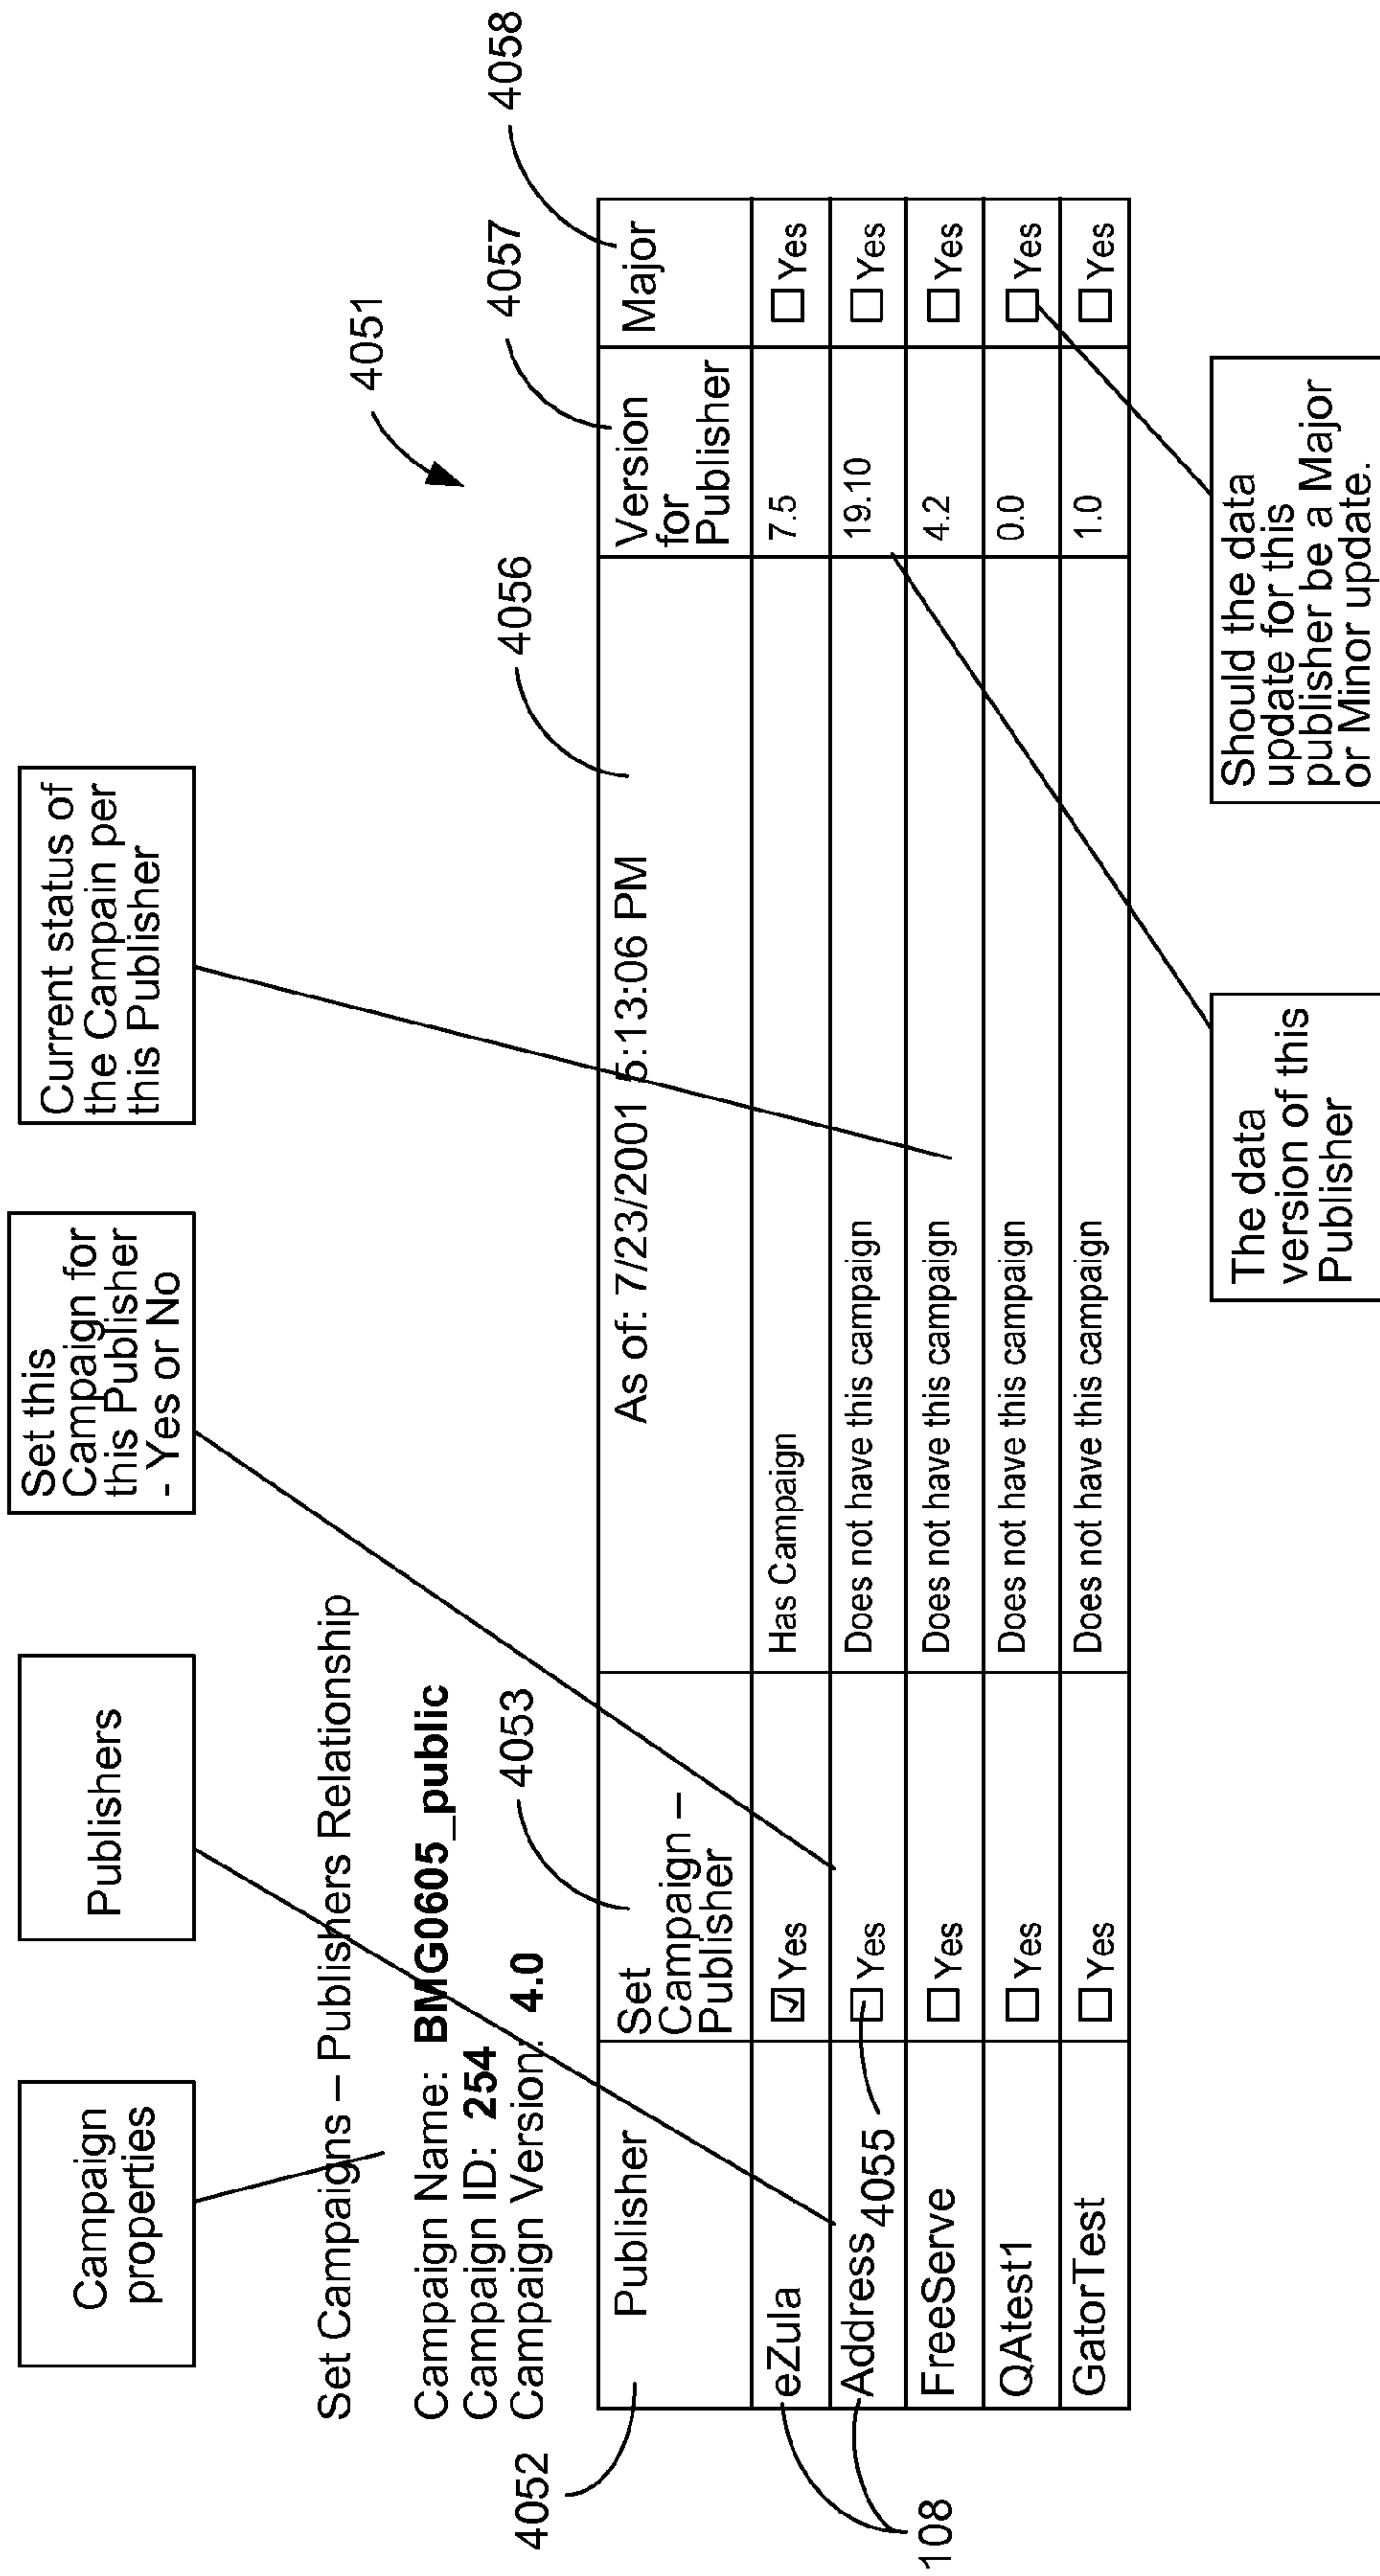 Campaign
properties
Publishers
Set this
Campaign for
this Publisher
- Yes or No
Current status of
the Campain per
this Publisher
Set Campaigns – Publishers Relationship
4051
Campaign Name: BMG0605_public
Campaign ID: 254
Campaign Version: 4.0
4052
4053
4056
4057
4058
Publisher
Set
Campaign –
Publisher
As of: 7/23/2001 5:13:06 PM
Version
for
Publisher
Major
eZula Yes Has Campaign 7.5 Yes
Address Yes Does not have this campaign 19.10 Yes
4055
FreeServe Yes Does not have this campaign 4.2 Yes
QAtest1 Yes Does not have this campaign 0.0 Yes
GatorTest Yes Does not have this campaign 1.0 Yes
108
The data
version of this
Publisher
Should the data
update for this
publisher be a Major
or Minor update.